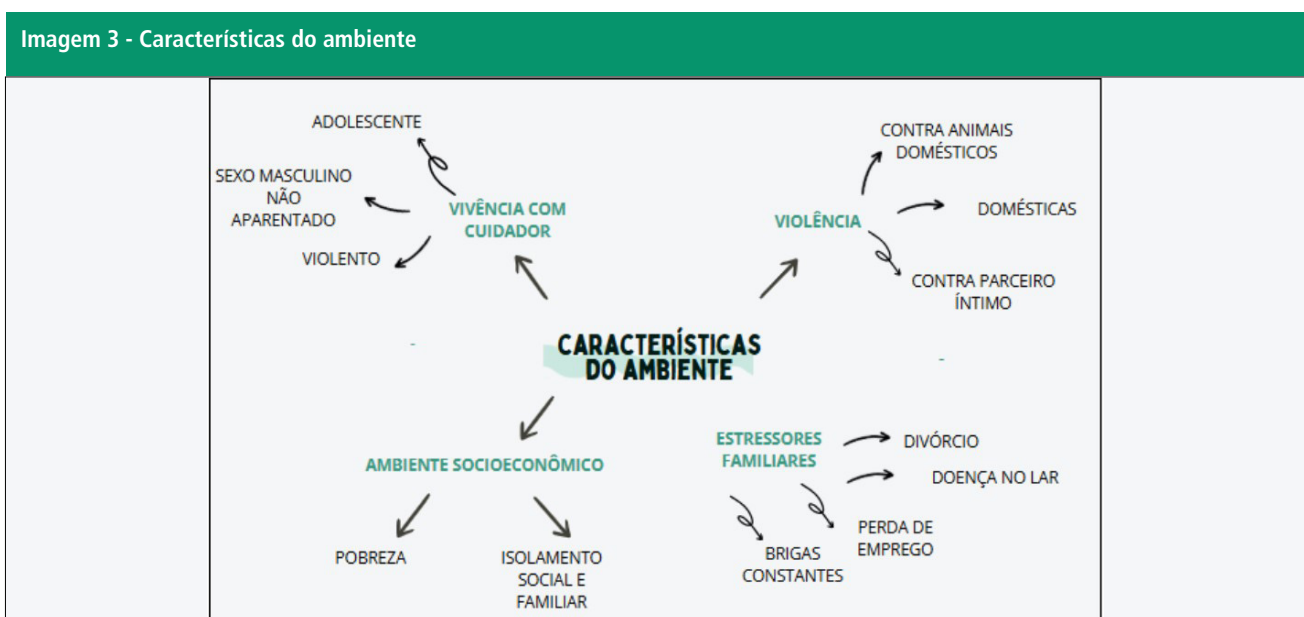 Imagem 3 - Características do ambiente
ADOLESCENTE
SEXO MASCULINO
NÃO
APARENTADO
VIOLENTO
VIVÊNCIA COM
CUIDADOR
CONTRA ANIMAIS
DOMÉSTICOS
VIOLÊNCIA
DOMÉSTICAS
CONTRA PARCEIRO
ÍNTIMO
CARACTERÍSTICAS
DO AMBIENTE
AMBIENTE SOCIOECONÔMICO
POBREZA
ISOLAMENTO
SOCIAL E
FAMILIAR
ESTRESSORES
FAMILIARES
DIVÓRCIO
DOENÇA NO LAR
PERDA DE
EMPREGO
BRIGAS
CONSTANTES